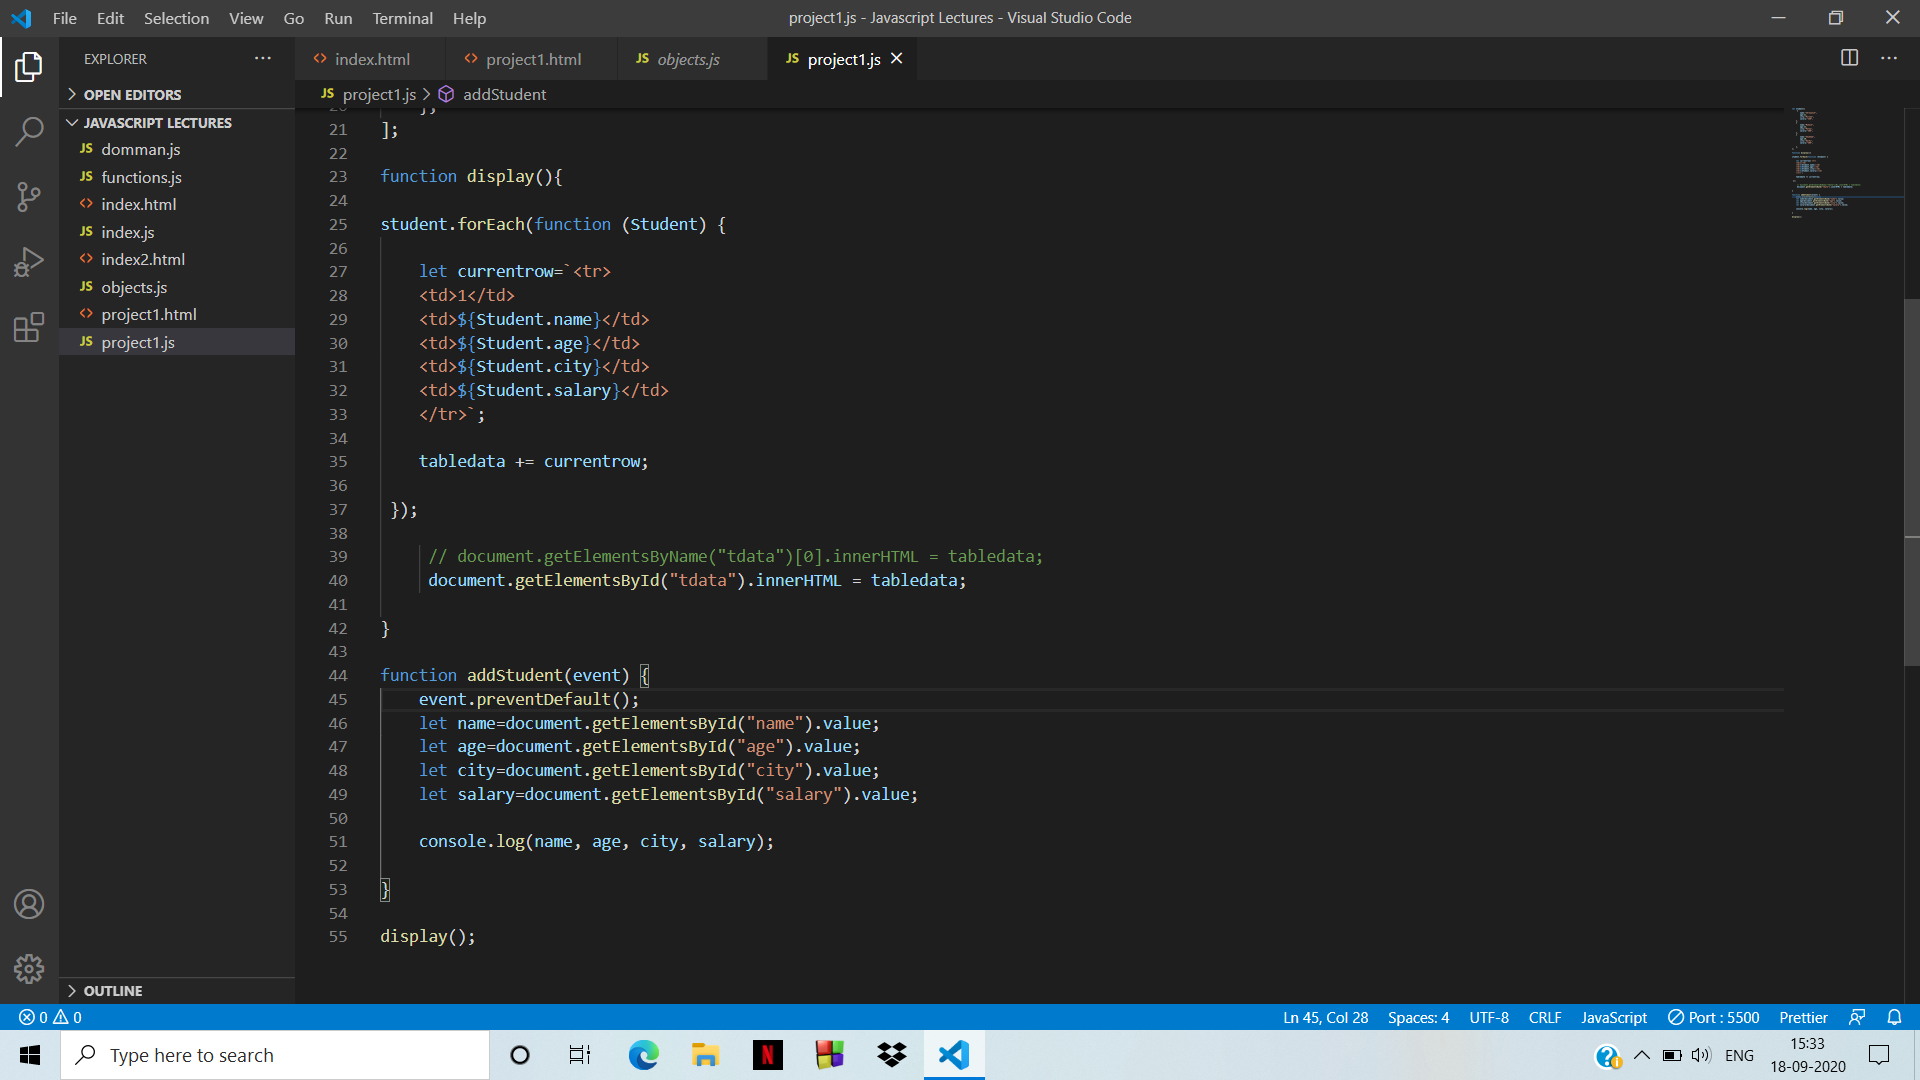 File Edit Selection View Go Run Terminal Help
project1.js - Javascript Lectures - Visual Studio Code
EXPLORER
index.html
project1.html
JS objects.js
JS project1.js
OPEN EDITORS
JAVASCRIPT LECTURES
JS domman.js
JS functions.js
index.html
JS index.js
index2.html
JS objects.js
project1.html
JS project1.js
OUTLINE
JS project1.js > addStudent
21 ];
22
23 function display(){
24
25 student.forEach(function (Student) {
26
27 let currentrow=`<tr>
28 <td>1</td>
29 <td>${Student.name}</td>
30 <td>${Student.age}</td>
31 <td>${Student.city}</td>
32 <td>${Student.salary}</td>
33 </tr>`;
34
35 tabledata += currentrow;
36
37 });
38
39 // document.getElementsByName("tdata")[0].innerHTML = tabledata;
40 document.getElementsById("tdata").innerHTML = tabledata;
41
42 }
43
44 function addStudent(event) {
45 event.preventDefault();
46 let name=document.getElementsById("name").value;
47 let age=document.getElementsById("age").value;
48 let city=document.getElementsById("city").value;
49 let salary=document.getElementsById("salary").value;
50
51 console.log(name, age, city, salary);
52
53 }
54
55 display();
0 0
Ln 45, Col 28 Spaces: 4 UTF-8 CRLF JavaScript Port : 5500 Prettier
Type here to search
N
ENG
15:33
18-09-2020